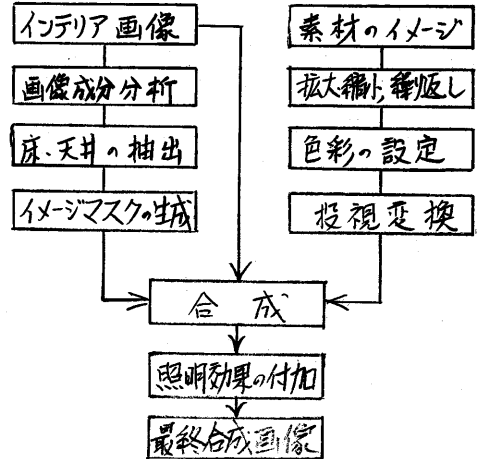 インテリア画像
画像成分分析
床、天井の抽出
イメージマスクの生成
素材のイメージ
拡大・縮小,繰り返し
色彩の設定
投視変換
合成
照明効果の付加
最終合成画像